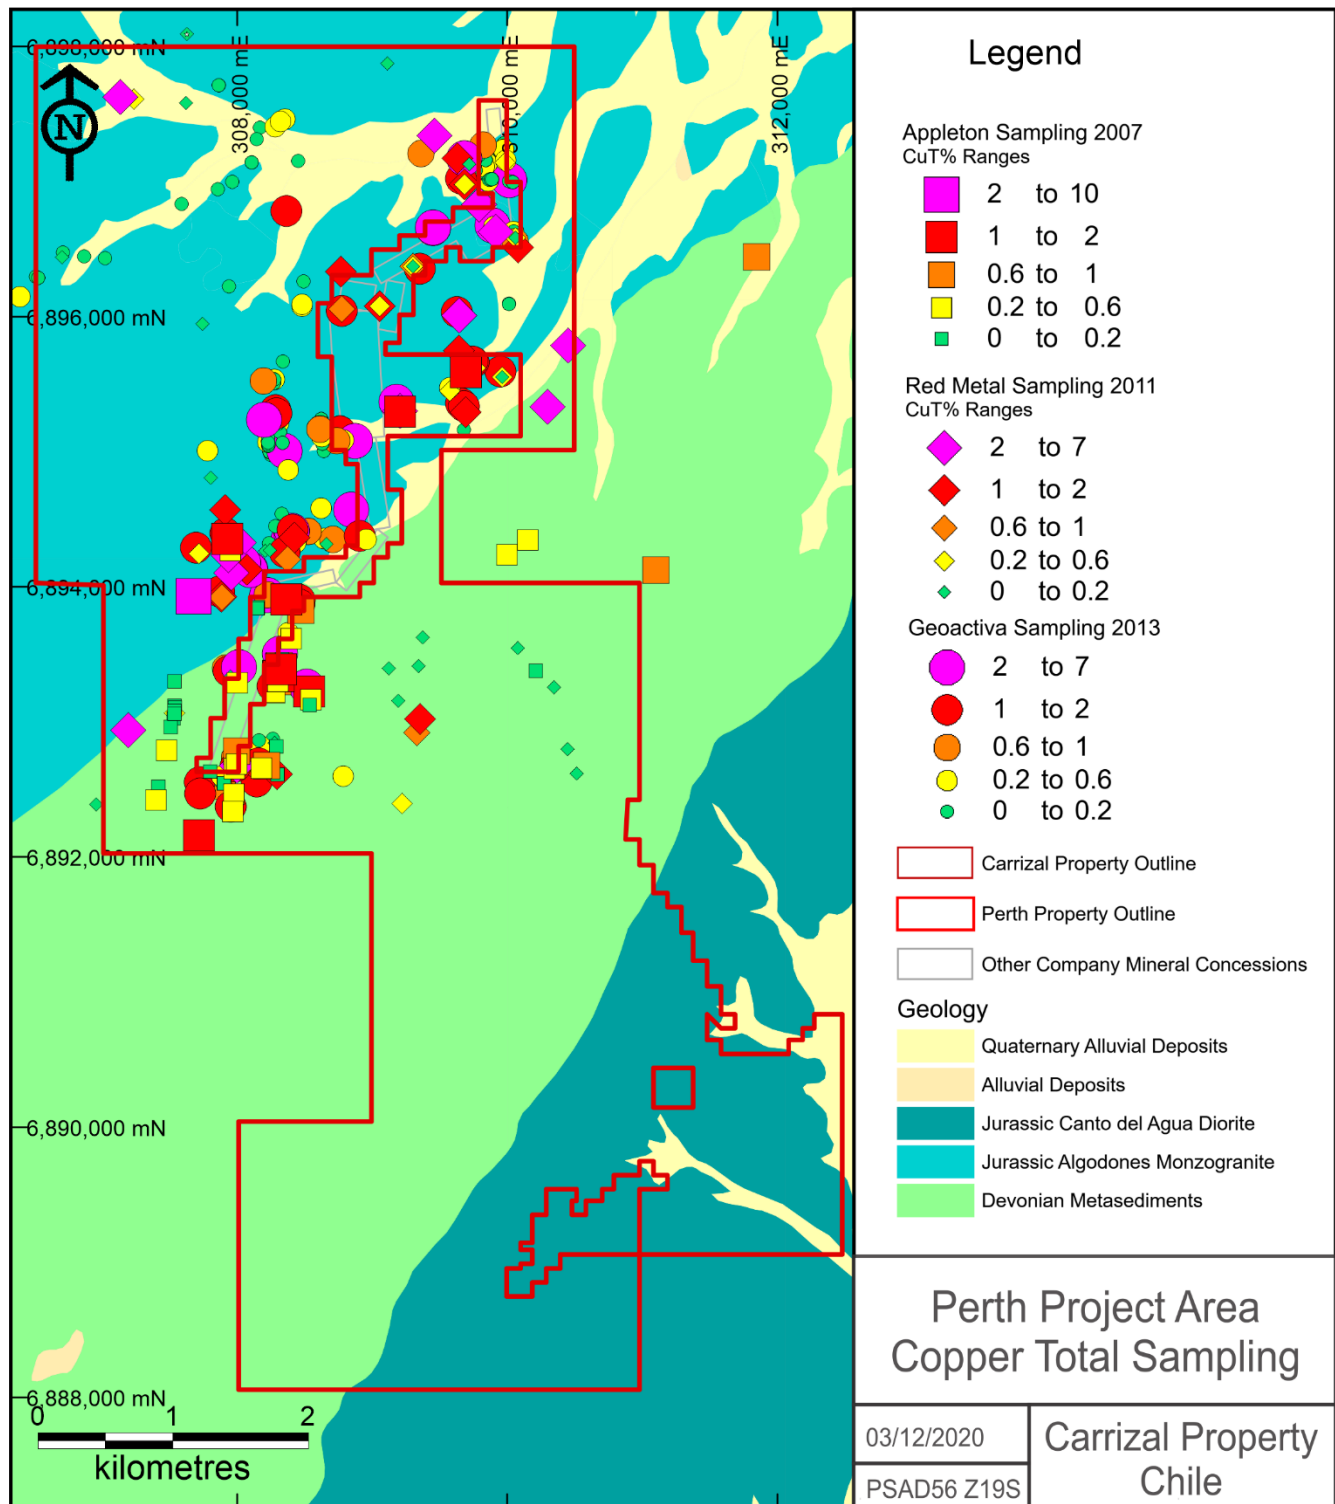 6,898,000 mN
308,000 mE
310,000 mE
312,000 mE
N
6,896,000 mN
6,894,000 mN
6,892,000 mN
6,890,000 mN
6,888,000 mN
0 1 2
kilometres
Legend
Appleton Sampling 2007
CuT% Ranges
2 to 10
1 to 2
0.6 to 1
0.2 to 0.6
0 to 0.2
Red Metal Sampling 2011
CuT% Ranges
2 to 7
1 to 2
0.6 to 1
0.2 to 0.6
0 to 0.2
Geoactiva Sampling 2013
2 to 7
1 to 2
0.6 to 1
0.2 to 0.6
0 to 0.2
Carrizal Property Outline
Perth Property Outline
Other Company Mineral Concessions
Geology
Quaternary Alluvial Deposits
Alluvial Deposits
Jurassic Canto del Agua Diorite
Jurassic Algodones Monzogranite
Devonian Metasediments
Perth Project Area
Copper Total Sampling
03/12/2020
PSAD56 Z19S
Carrizal Property
Chile